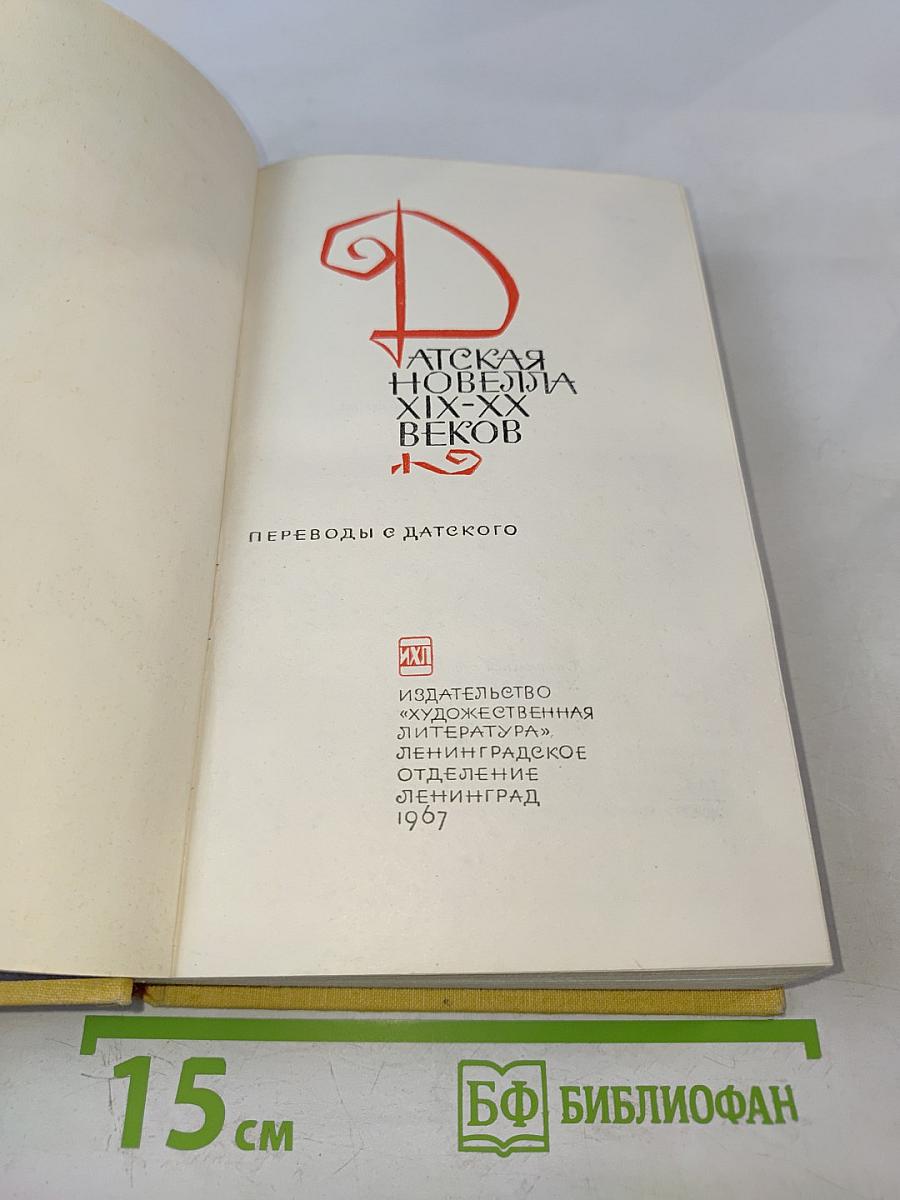 ДАТСКАЯ
НОВЕЛЛА
XIX-XX
ВЕКОВ
ПЕРЕВОДЫ С ДАТСКОГО
ИХЛ
ИЗДАТЕЛЬСТВО
«ХУДОЖЕСТВЕННАЯ
ЛИТЕРАТУРА».
ЛЕНИНГРАДСКОЕ
ОТДЕЛЕНИЕ
ЛЕНИНГРАД
1967
15 см
БФ БИБЛИОФАН